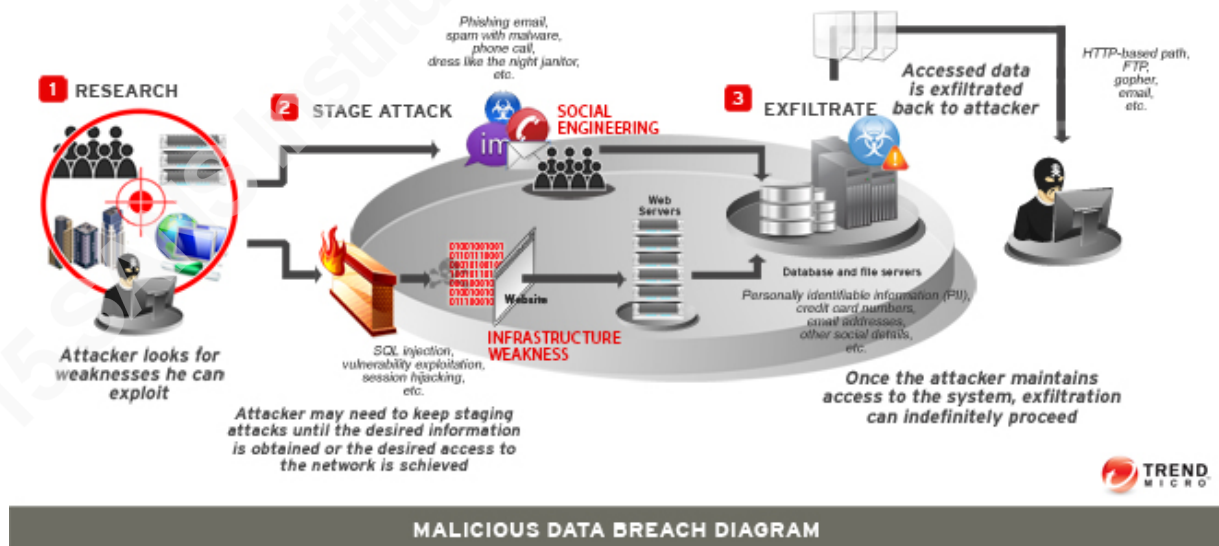 1 RESEARCH
Attacker looks for
weaknesses he can
exploit
2 STAGE ATTACK
Phishing email,
spam with malware,
phone call,
dress like the night janitor,
etc.
im
SOCIAL
ENGINEERING
01001001001
Website
INFRASTRUCTURE
WEAKNESS
SQL injection,
vulnerability exploitation,
session hijacking,
etc.
Attacker may need to keep staging
attacks until the desired information
is obtained or the desired access to
the network is achieved
Web
Servers
3 EXFILTRATE
Accessed data
is exfiltrated
back to attacker
HTTP-based path,
FTP,
gopher,
email,
etc.
Database and file servers
Personally identifiable information (PII),
credit card numbers,
email addresses,
other social details,
etc.
Once the attacker maintains
access to the system, exfiltration
can indefinitely proceed
TREND
MICRO
MALICIOUS DATA BREACH DIAGRAM